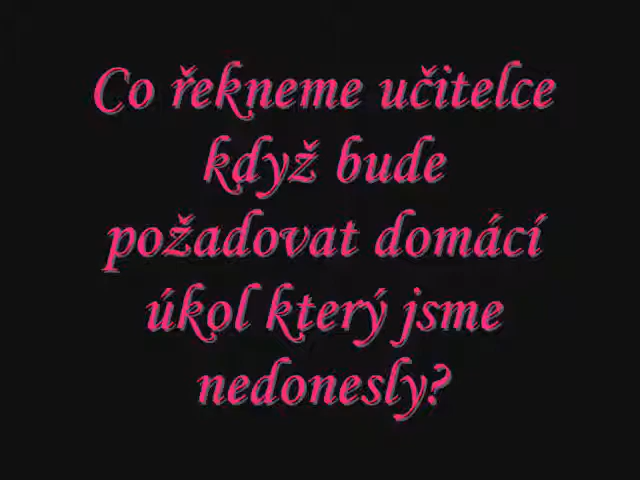 Co řekneme učitelce
když bude
požadovat domácí
úkol který jsme
nedonesly?